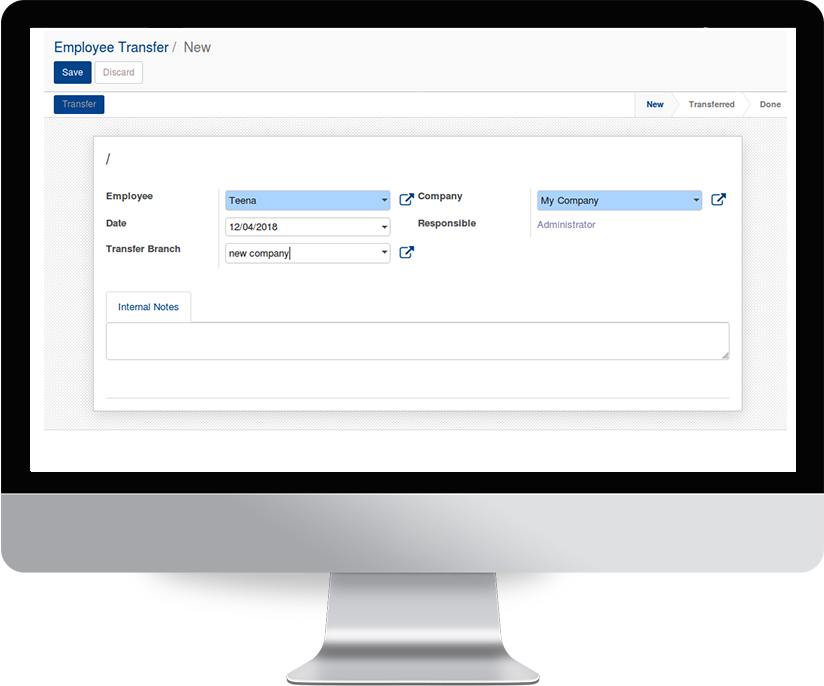 Employee Transfer / New
Save Discard
Transfer New Transferred Done
/
Employee Teena Company My Company
Date 12/04/2018 Responsible Administrator
Transfer Branch new company
Internal Notes